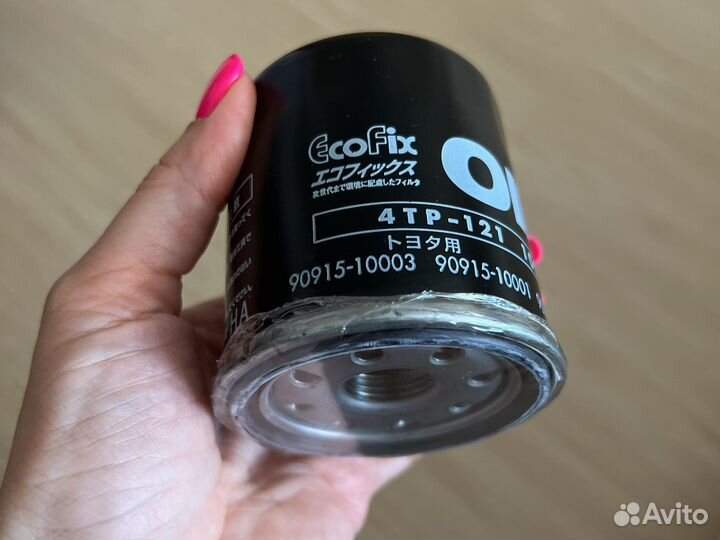 EcoFix
エコフィックス
次世代まで環境に配慮したフィルタ
4TP-121
トヨタ用
90915-10003 90915-10001
Avito